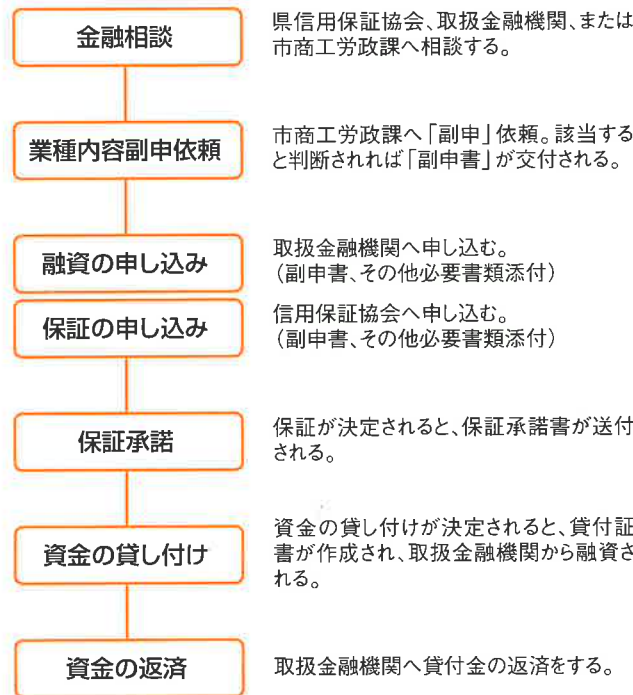 金融相談
県信用保証協会、取扱金融機関、または
市商工労政課へ相談する。
業種内容副申依頼
市商工労政課へ「副申」依頼。該当する
と判断されれば「副申書」が交付される。
融資の申し込み
取扱金融機関へ申し込む。
（副申書、その他必要書類添付）
保証の申し込み
信用保証協会へ申し込む。
（副申書、その他必要書類添付）
保証承諾
保証が決定されると、保証承諾書が送付
される。
資金の貸し付け
資金の貸し付けが決定されると、貸付証
書が作成され、取扱金融機関から融資さ
れる。
資金の返済
取扱金融機関へ貸付金の返済をする。